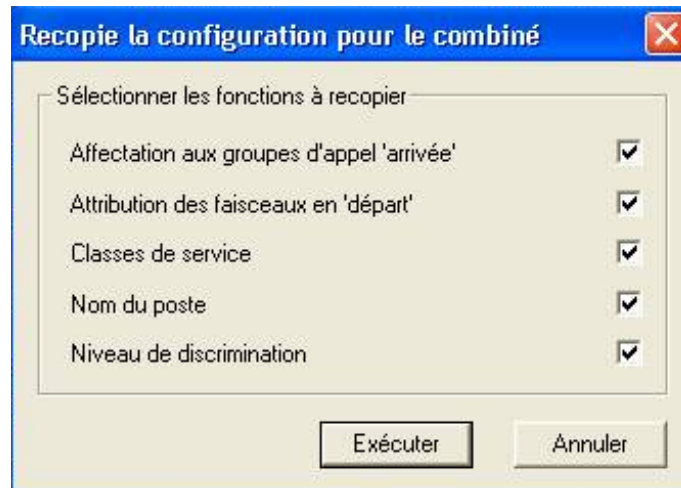 Recopie la configuration pour le combiné
Sélectionner les fonctions à recopier
Affectation aux groupes d'appel 'arrivée'
Attribution des faisceaux en 'départ'
Classes de service
Nom du poste
Niveau de discrimination
Exécuter
Annuler